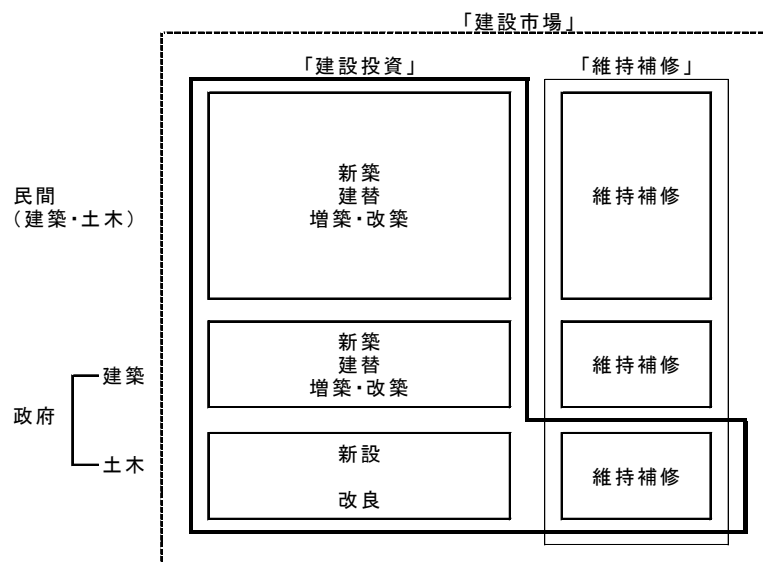 「建設市場」
「建設投資」
「維持補修」
民間
(建築・土木)
新築
建替
増築・改築
維持補修
政府
建築
新築
建替
増築・改築
維持補修
土木
新設
改良
維持補修